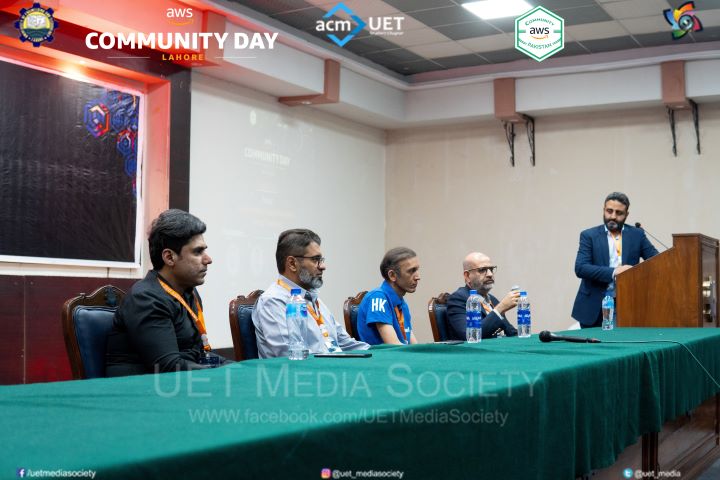 aws
COMMUNITY DAY
LAHORE
acm UET
Student Chapter
COMMUNITY
aws
PAKISTAN
COMMUNITY DAY
HK
UET MEDIA SOCIETY
www.facebook.com/UETMediaSociety
/uetmediasociety
@uet_mediasociety
@uet_media